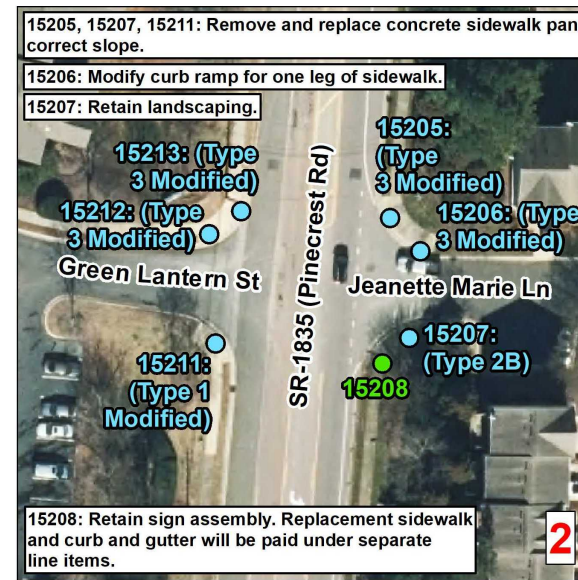 15205, 15207, 15211: Remove and replace concrete sidewalk pan
correct slope.
15206: Modify curb ramp for one leg of sidewalk.
15207: Retain landscaping.
15213: (Type
3 Modified)
15212: (Type
3 Modified)
15205:
(Type
3 Modified)
15206: (Type
3 Modified)
Green Lantern St
SR-1835 (Pinecrest Rd)
Jeanette Marie Ln
15211:
(Type 1
Modified)
15207:
(Type 2B)
15208
15208: Retain sign assembly. Replacement sidewalk
and curb and gutter will be paid under separate
line items.
2